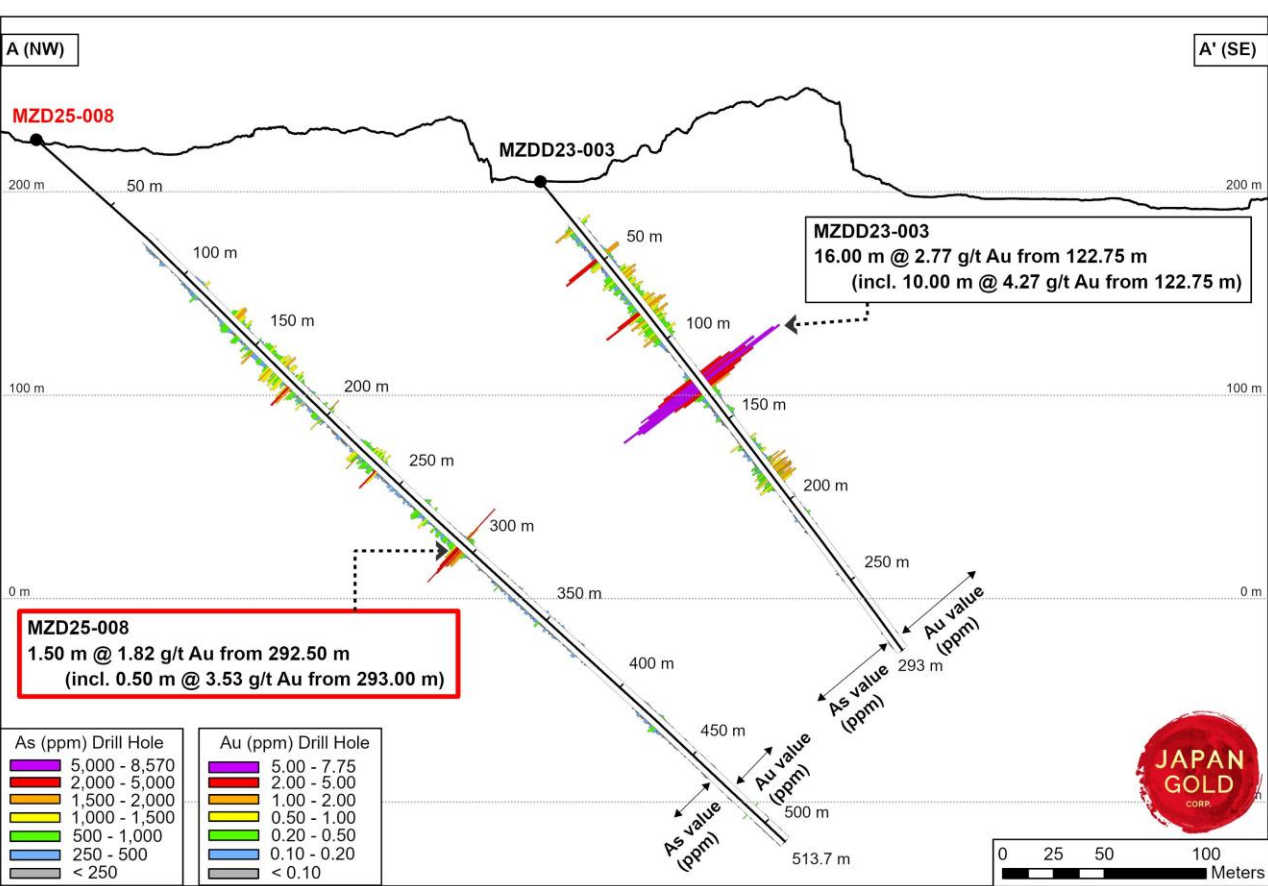 A (NW)
A' (SE)
MZD25-008
MZDD23-003
200 m
200 m
50 m
50 m
100 m
100 m
150 m
150 m
200 m
200 m
250 m
250 m
300 m
350 m
400 m
450 m
500 m
513.7 m
293 m
100 m
100 m
0 m
0 m
MZDD23-003
16.00 m @ 2.77 g/t Au from 122.75 m
(incl. 10.00 m @ 4.27 g/t Au from 122.75 m)
MZD25-008
1.50 m @ 1.82 g/t Au from 292.50 m
(incl. 0.50 m @ 3.53 g/t Au from 293.00 m)
Au value
(ppm)
As value
(ppm)
Au value
(ppm)
As value
(ppm)
As (ppm) Drill Hole
5,000 - 8,570
2,000 - 5,000
1,500 - 2,000
1,000 - 1,500
500 - 1,000
250 - 500
< 250
Au (ppm) Drill Hole
5.00 - 7.75
2.00 - 5.00
1.00 - 2.00
0.50 - 1.00
0.20 - 0.50
0.10 - 0.20
< 0.10
JAPAN
GOLD
CORP.
0 25 50 100
Meters